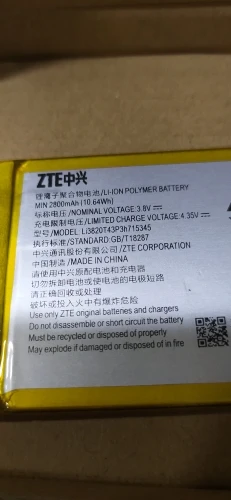 ZTE中兴
锂离子聚合物电池/LI-ION POLYMER BATTERY
MIN 2800mAh (10.64Wh)
标称电压/NOMINAL VOLTAGE:3.8V
充电限制电压/LIMITED CHARGE VOLTAGE:4.35V
型号/MODEL: Li3820T43P3h715345
执行标准/STANDARD:GB/T18287
中兴通讯股份有限公司/ZTE CORPORATION
中国制造/MADE IN CHINA
请使用中兴原配电池和充电器
切勿拆卸电池或使电池的电极短路
请正确回收或处理
破坏或投入火中有爆炸危险
Use only ZTE original batteries and chargers
Do not disassemble or short circuit the battery
Must be recycled or disposed of properly
May explode if damaged or disposed of in fire